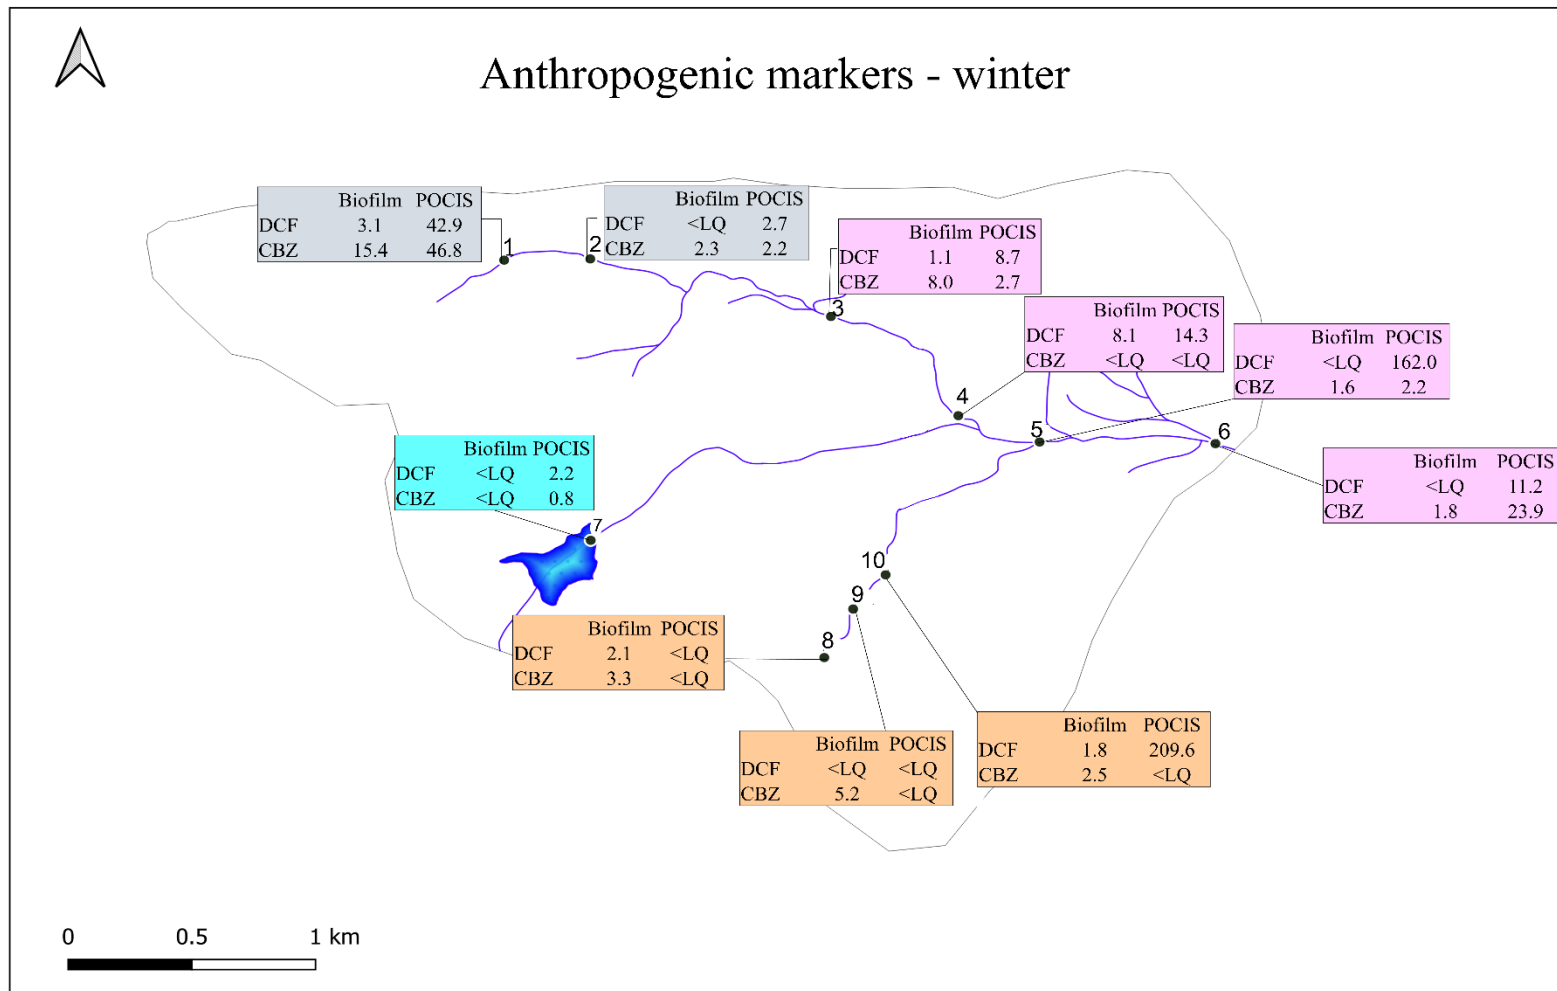 Anthropogenic markers - winter
Biofilm POCIS
DCF 3.1 42.9
CBZ 15.4 46.8
1
Biofilm POCIS
DCF <LQ 2.7
CBZ 2.3 2.2
2
Biofilm POCIS
DCF 1.1 8.7
CBZ 8.0 2.7
3
Biofilm POCIS
DCF 8.1 14.3
CBZ <LQ <LQ
4
Biofilm POCIS
DCF <LQ 162.0
CBZ 1.6 2.2
5
6
Biofilm POCIS
DCF <LQ 11.2
CBZ 1.8 23.9
Biofilm POCIS
DCF <LQ 2.2
CBZ <LQ 0.8
7
10
9
8
Biofilm POCIS
DCF 2.1 <LQ
CBZ 3.3 <LQ
Biofilm POCIS
DCF <LQ <LQ
CBZ 5.2 <LQ
Biofilm POCIS
DCF 1.8 209.6
CBZ 2.5 <LQ
0 0.5 1 km